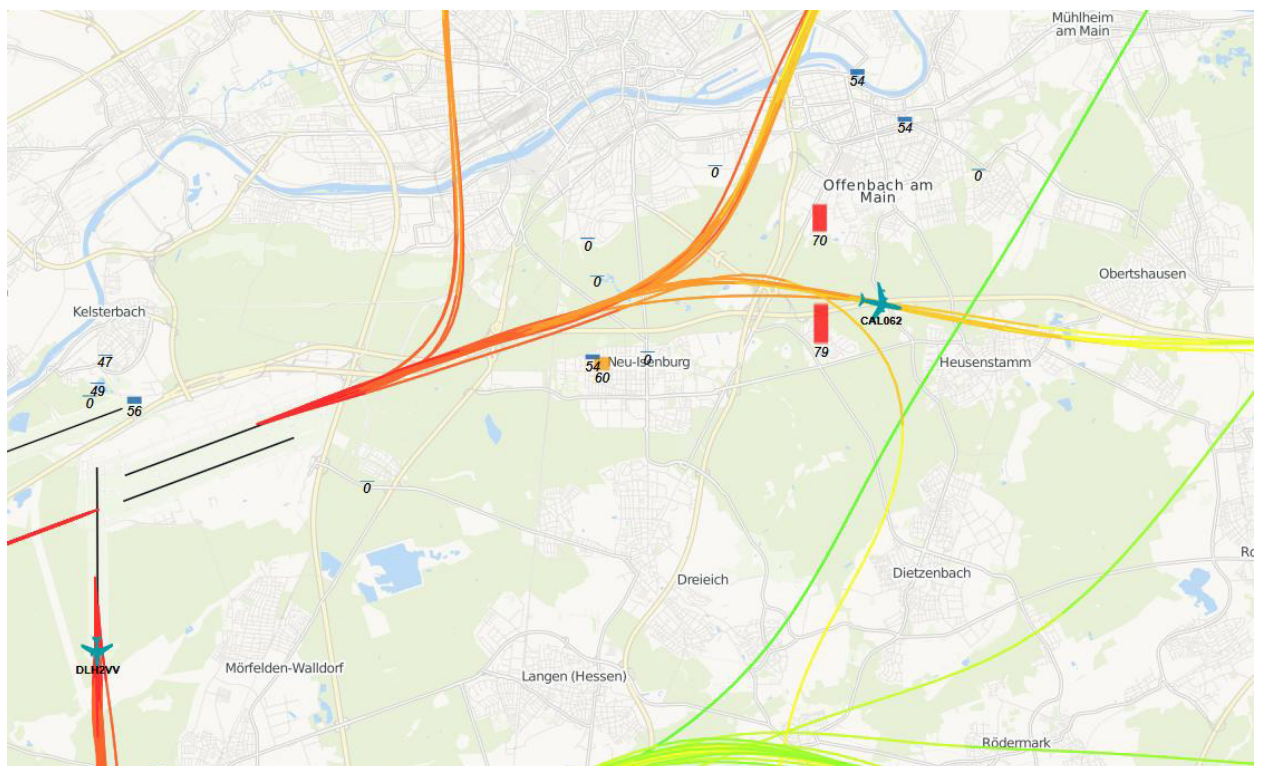 Mühlheim
am Main
54
54
0
0
Offenbach am
Main
70
0
0
Obertshausen
Kelsterbach
CAL062
79
47
0
Neu-Isenburg
54
60
Heusenstamm
49
0
56
0
Dreieich
Dietzenbach
Ro
DLH2VV
Mörfelden-Walldorf
Langen (Hessen)
Rödermark